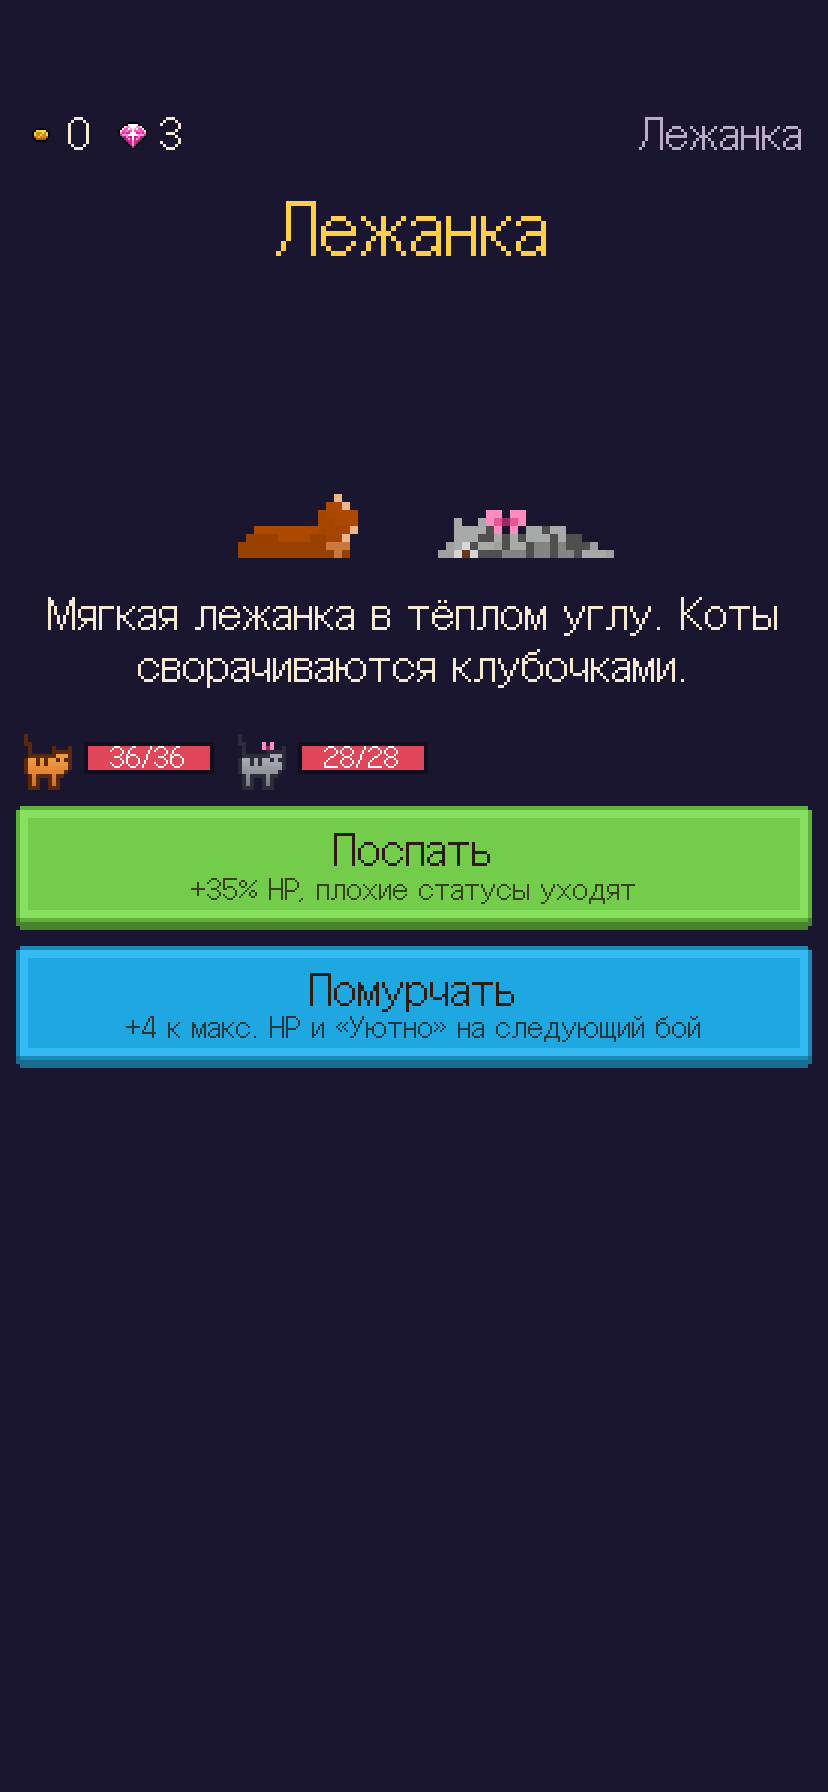 0 3 Лежанка
Лежанка
Мягкая лежанка в тёплом углу. Коты
сворачиваются клубочками.
36/36 28/28
Поспать
+35% HP, плохие статусы уходят
Помурчать
+4 к макс. HP и «Уютно» на следующий бой